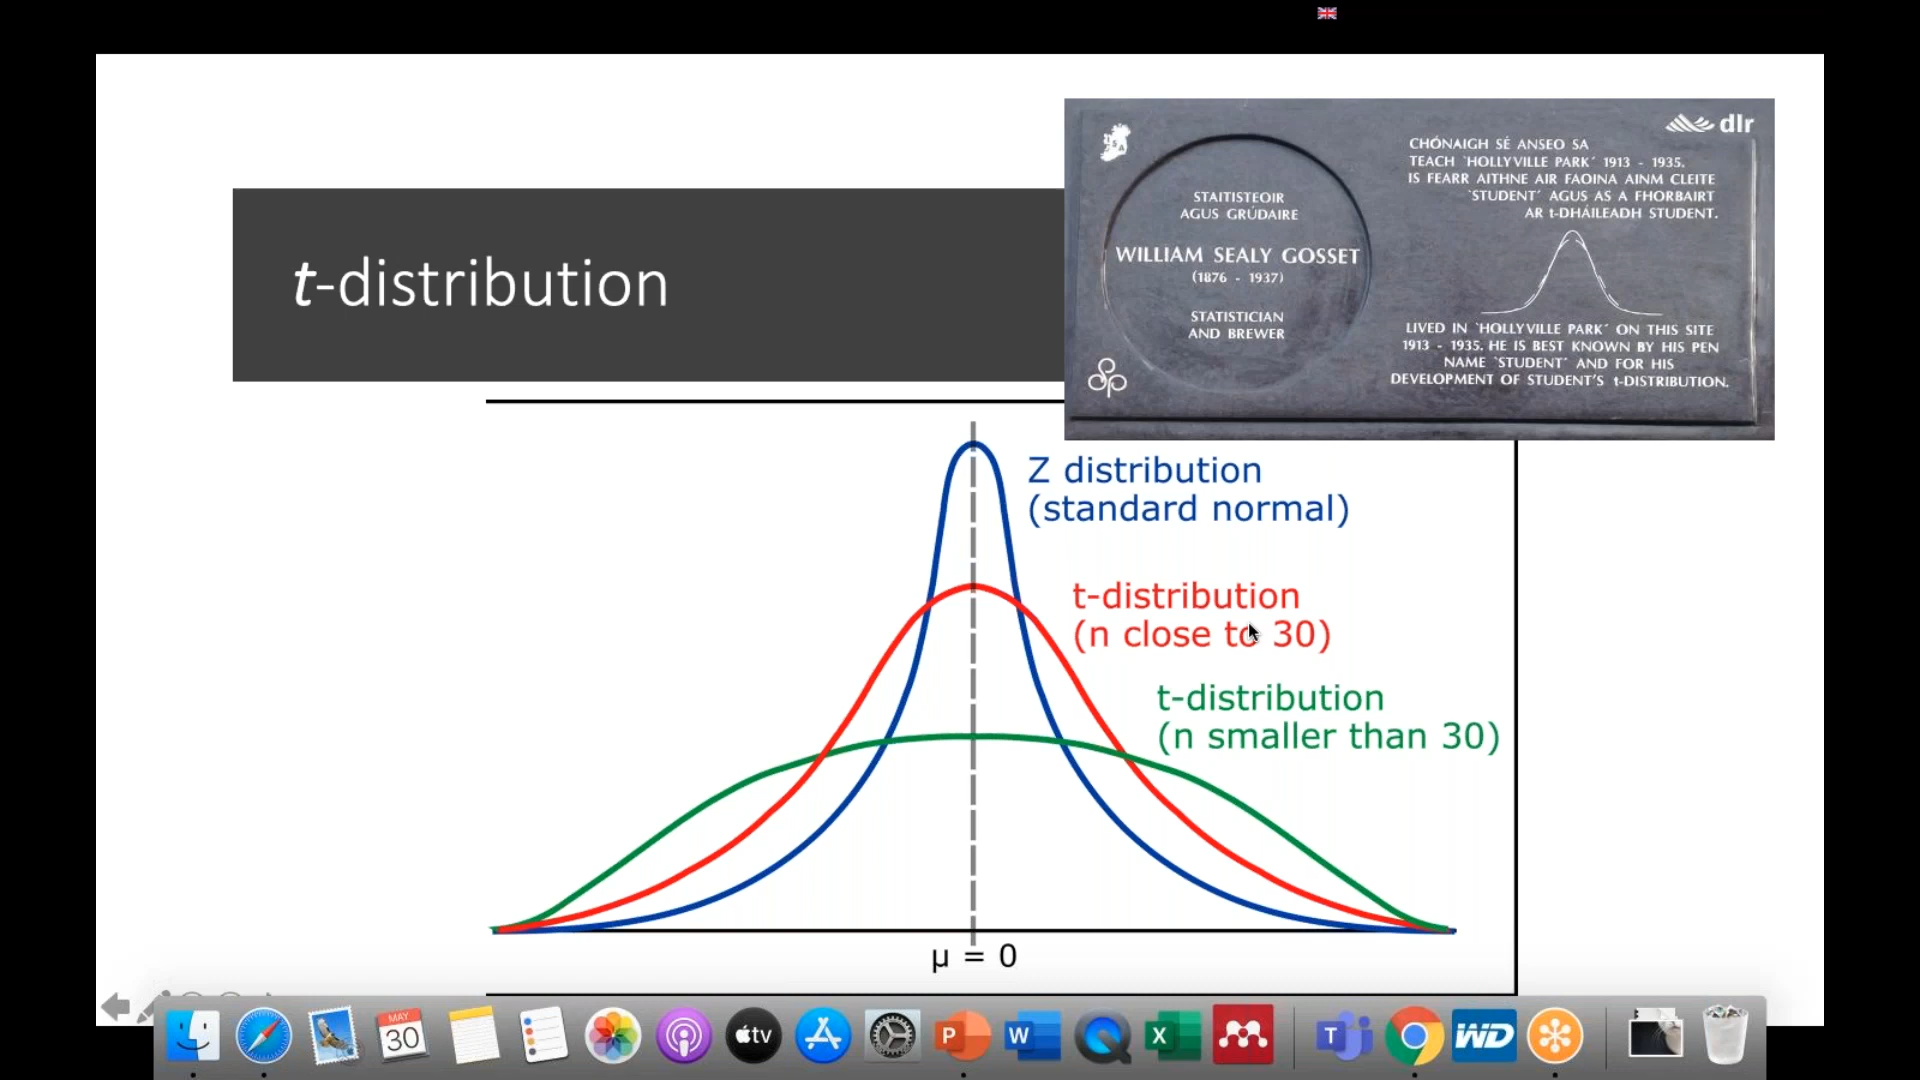 t-distribution
dlr
STAITISTEOIR
AGUS GRÚDAIRE
WILLIAM SEALY GOSSET
(1876 - 1937)
STATISTICIAN
AND BREWER
CHÓNAIGH SÉ ANSEO SA
TEACH 'HOLLYVILLE PARK' 1913 - 1935.
IS FEARR AITHNE AIR FAOINA AINM CLEITE
'STUDENT' AGUS AS A FHORBAIRT
AR t-DHÁILEADH STUDENT.
LIVED IN 'HOLLYVILLE PARK' ON THIS SITE
1913 - 1935. HE IS BEST KNOWN BY HIS PEN
NAME 'STUDENT' AND FOR HIS
DEVELOPMENT OF STUDENT'S t-DISTRIBUTION.
Z distribution
(standard normal)
t-distribution
(n close to 30)
t-distribution
(n smaller than 30)
μ = 0
MAY
30
tv
P
W
X
T
WD